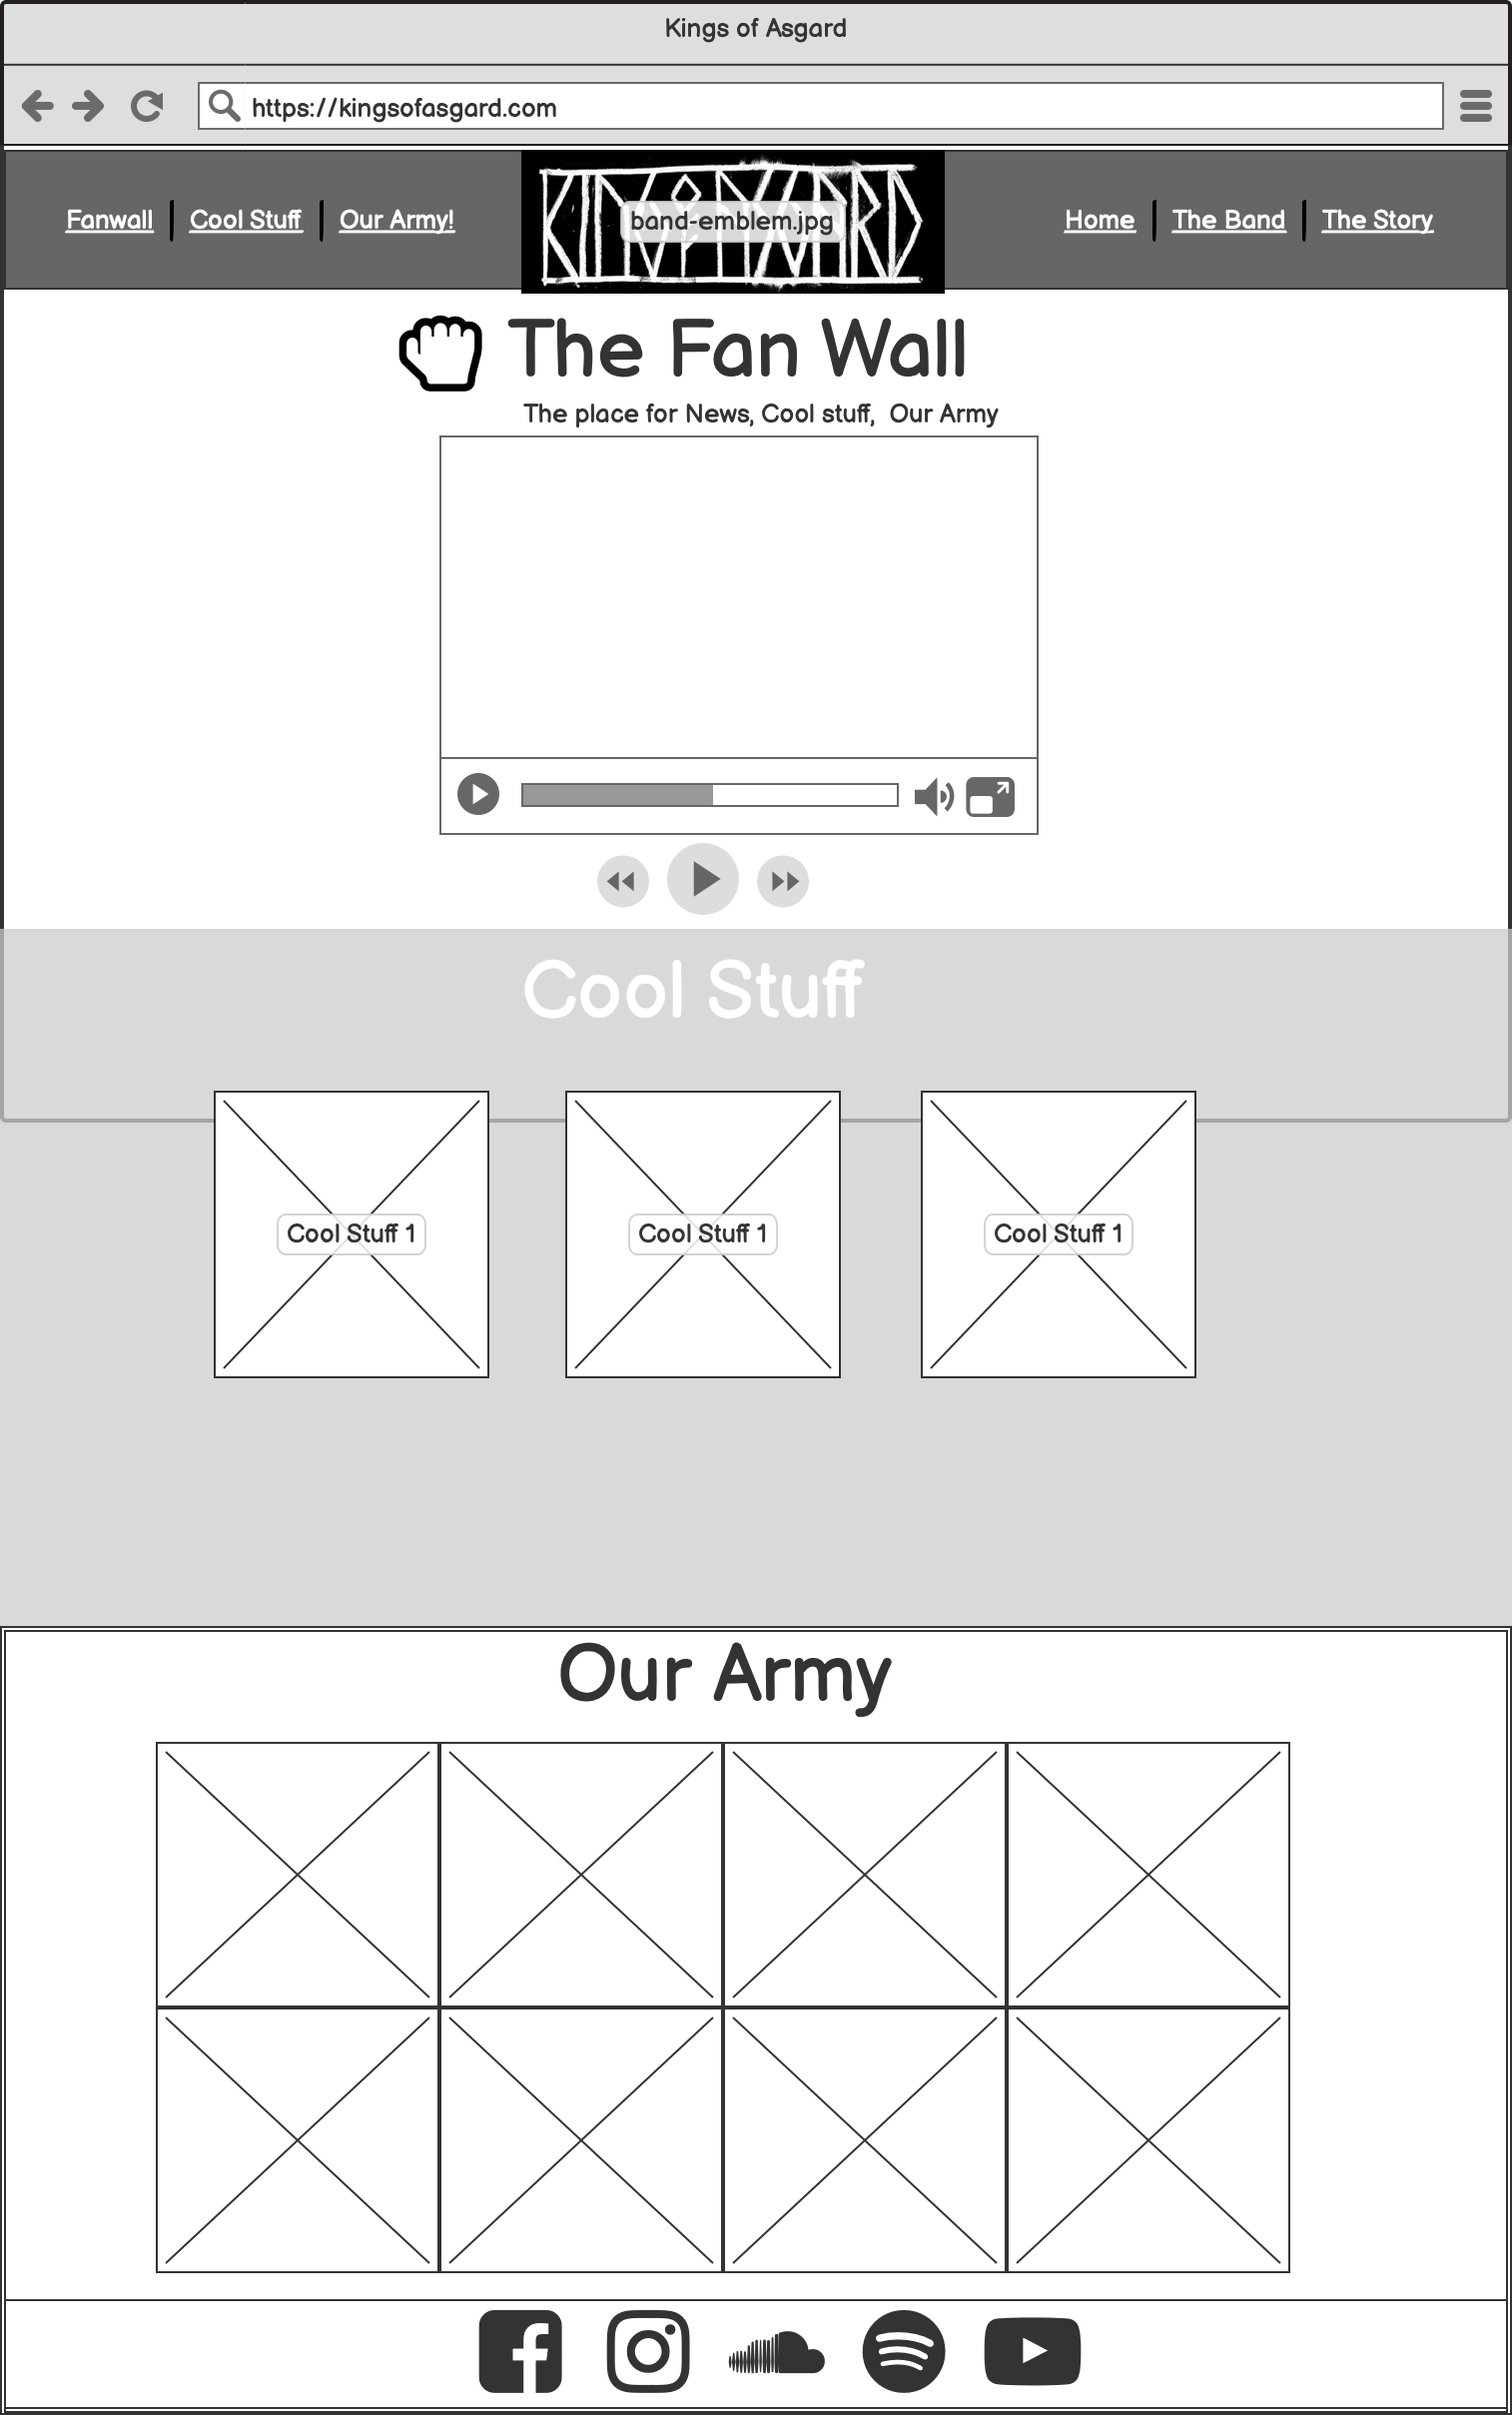 Kings of Asgard
https://kingsofasgard.com
Fanwall Cool Stuff Our Army!
band-emblem.jpg
Home The Band The Story
The Fan Wall
The place for News, Cool stuff, Our Army
Cool Stuff
Cool Stuff 1 Cool Stuff 1 Cool Stuff 1
Our Army